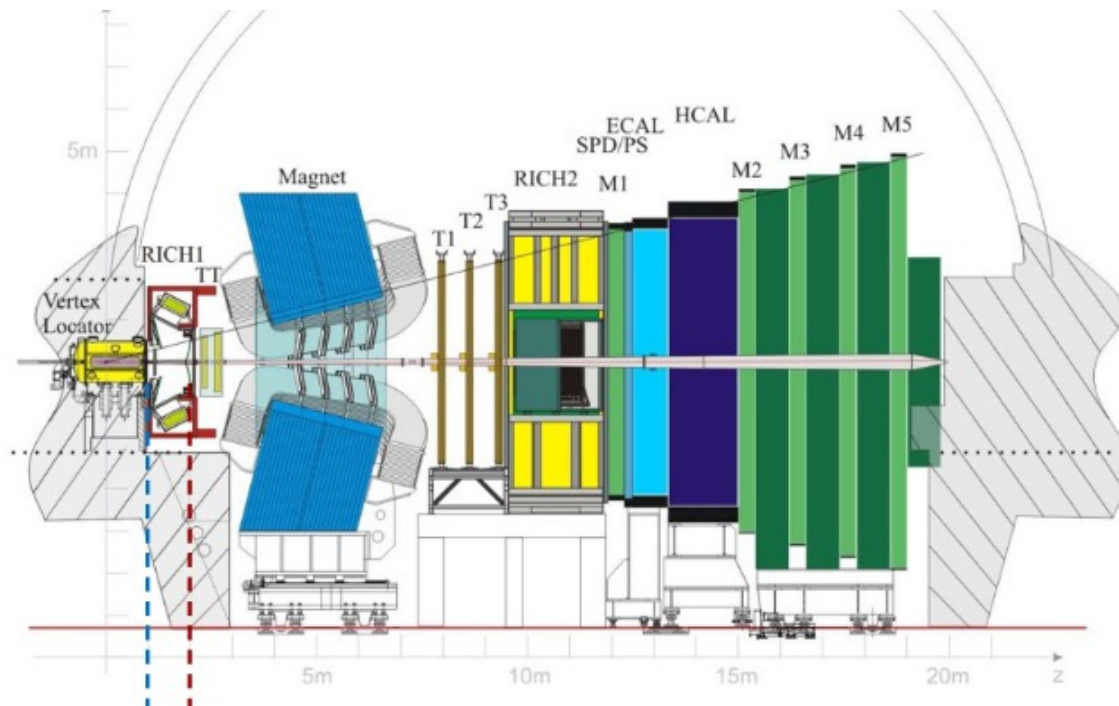 5m
Vertex
Locator
RICH1
TT
Magnet
T1
T2
T3
RICH2
SPD/PS
M1
ECAL
HCAL
M2
M3
M4
M5
5m
10m
15m
20m
z